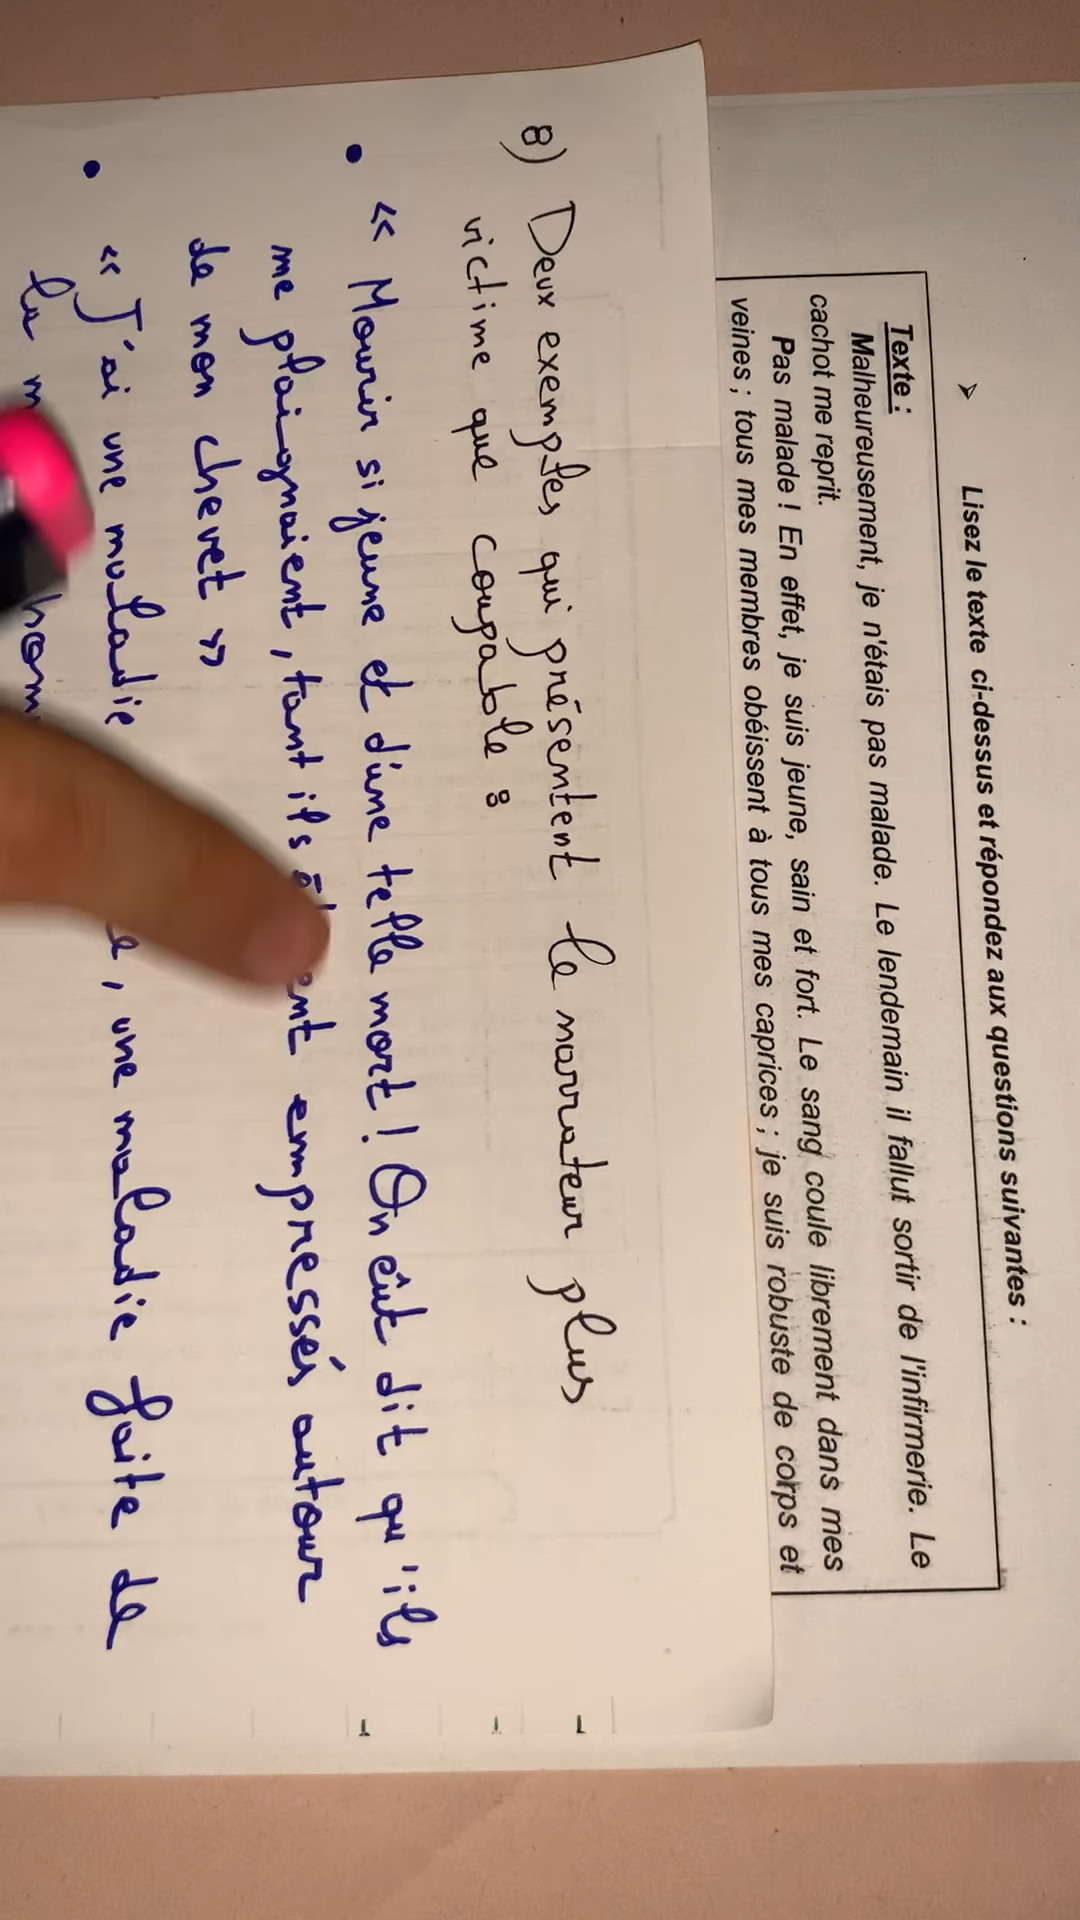 ➢ Lisez le texte ci-dessus et répondez aux questions suivantes :
Texte :
Malheureusement, je n'étais pas malade. Le lendemain il fallut sortir de l'infirmerie. Le
cachot me reprit.
Pas malade ! En effet, je suis jeune, sain et fort. Le sang coule librement dans mes
veines ; tous mes membres obéissent à tous mes caprices ; je suis robuste de corps et
8) Deux exemples qui présentent le narrateur plus
victime que coupable :
• « Mourir si jeune et d'une telle mort ! On eût dit qu'ils
me plaignaient, tant ils empressés autour
de mon chevet »
• « J'ai une maladie , une maladie faite de
la